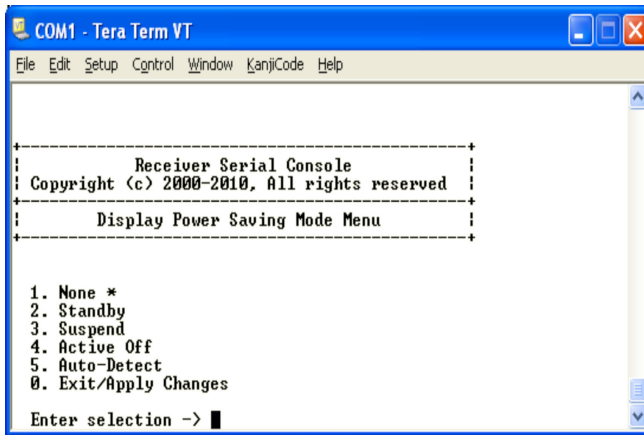 COM1 - Tera Term VT
File Edit Setup Control Window KanjiCode Help
Receiver Serial Console
Copyright (c) 2000-2010, All rights reserved
Display Power Saving Mode Menu
1. None *
2. Standby
3. Suspend
4. Active Off
5. Auto-Detect
0. Exit/Apply Changes
Enter selection ->